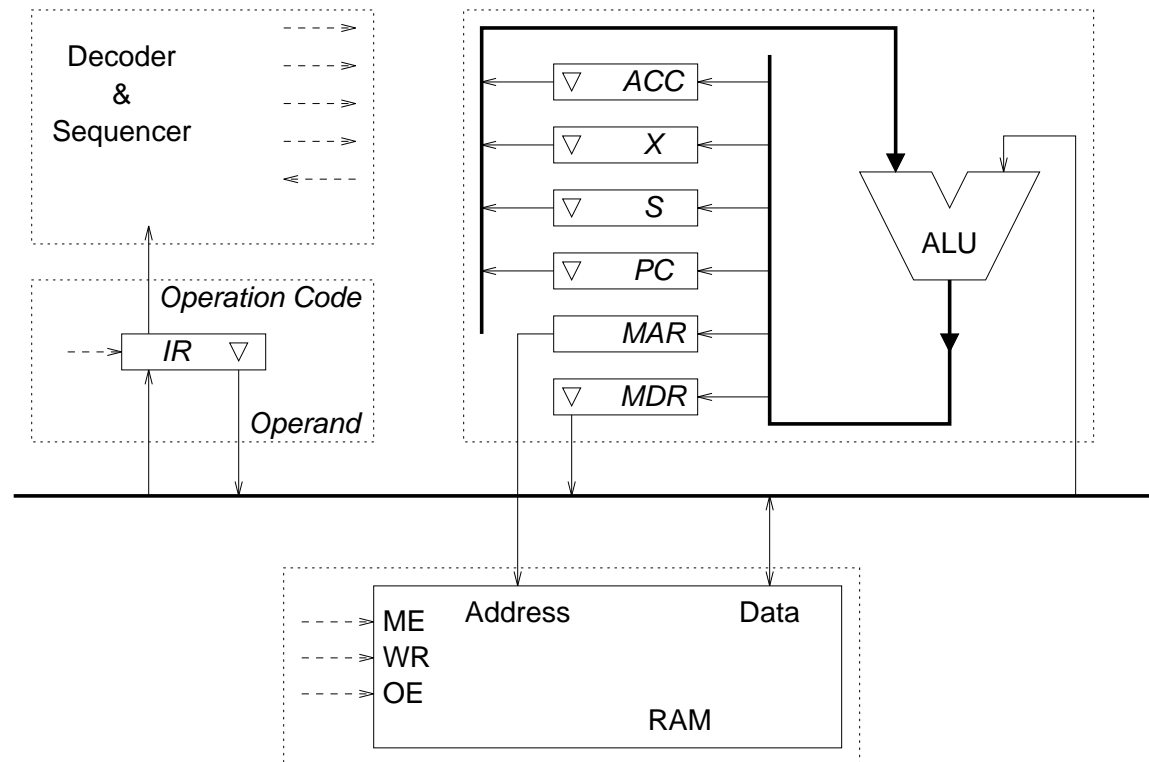 Decoder
&
Sequencer
Operation Code
IR
Operand
ACC
X
S
PC
MAR
MDR
ALU
Address
Data
ME
WR
OE
RAM